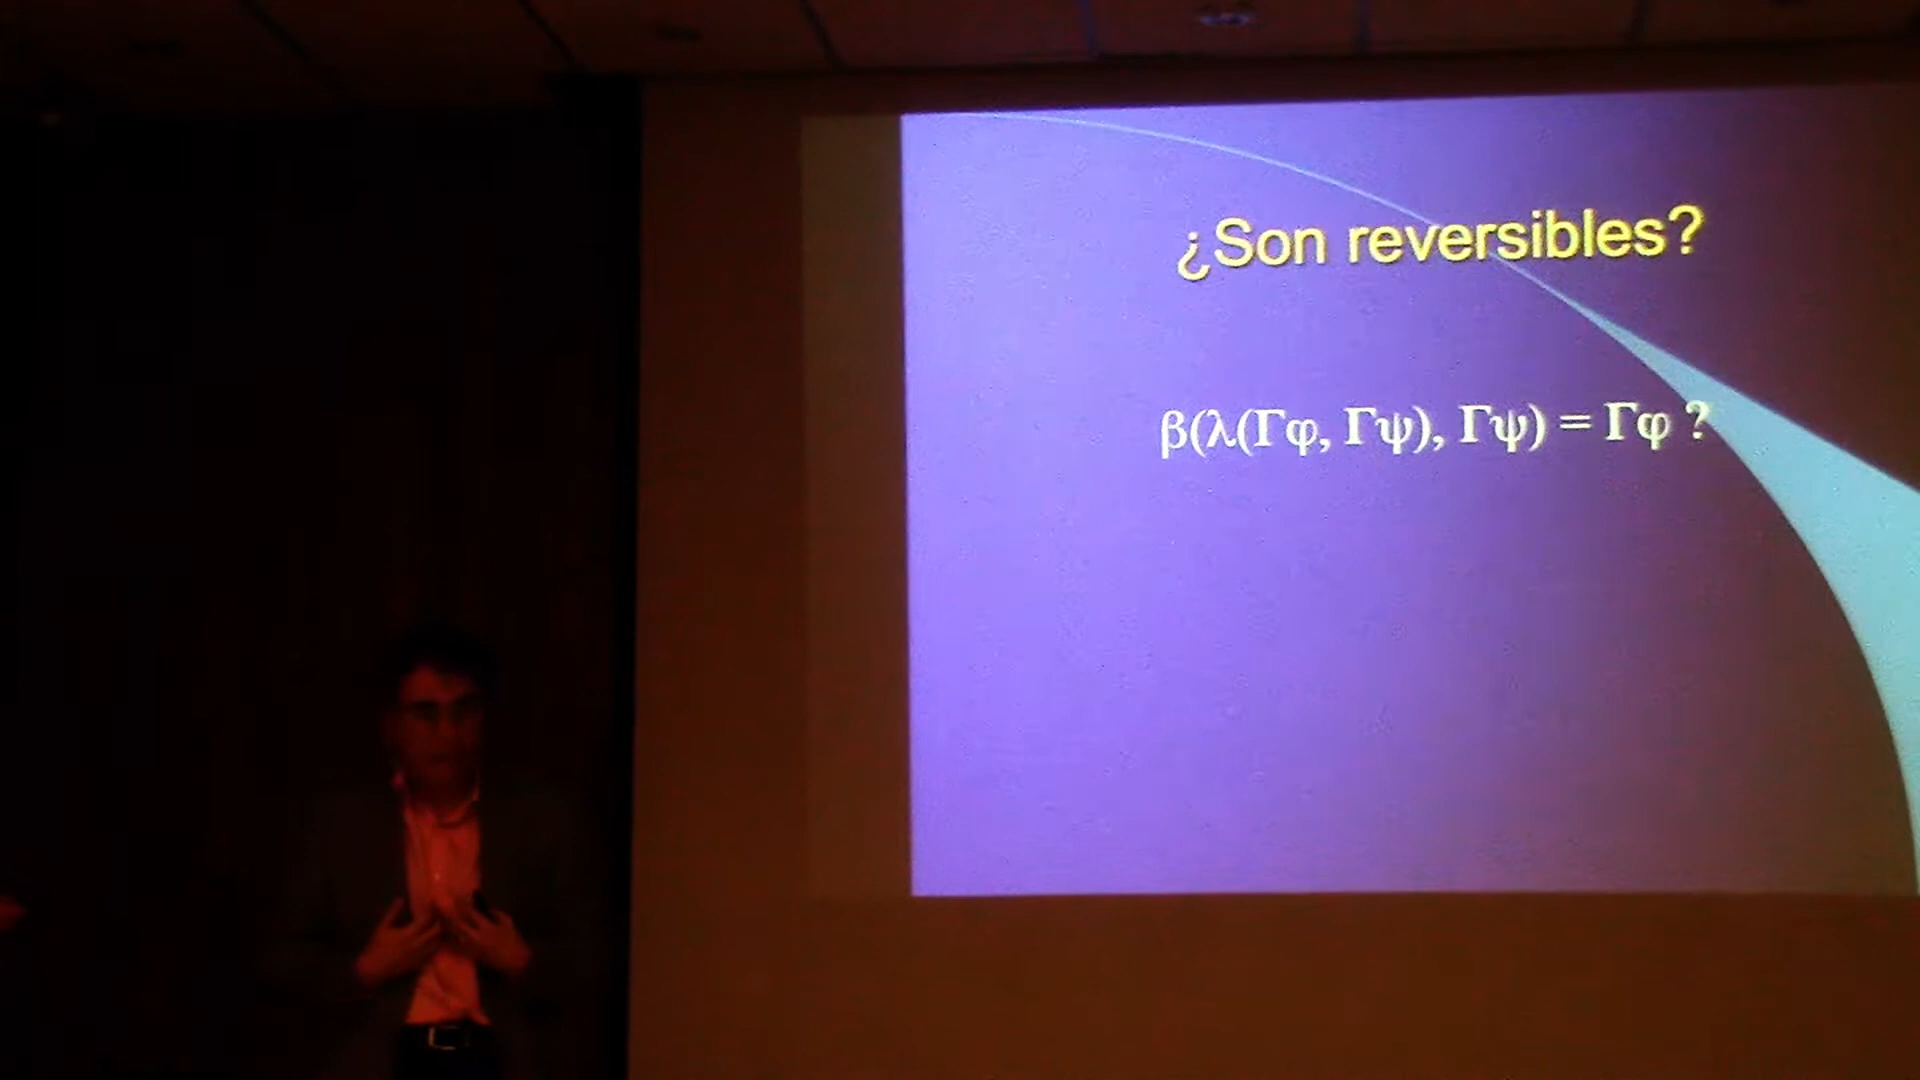 ¿Son reversibles?
β(λ(Γφ, Γψ), Γψ) = Γφ ?